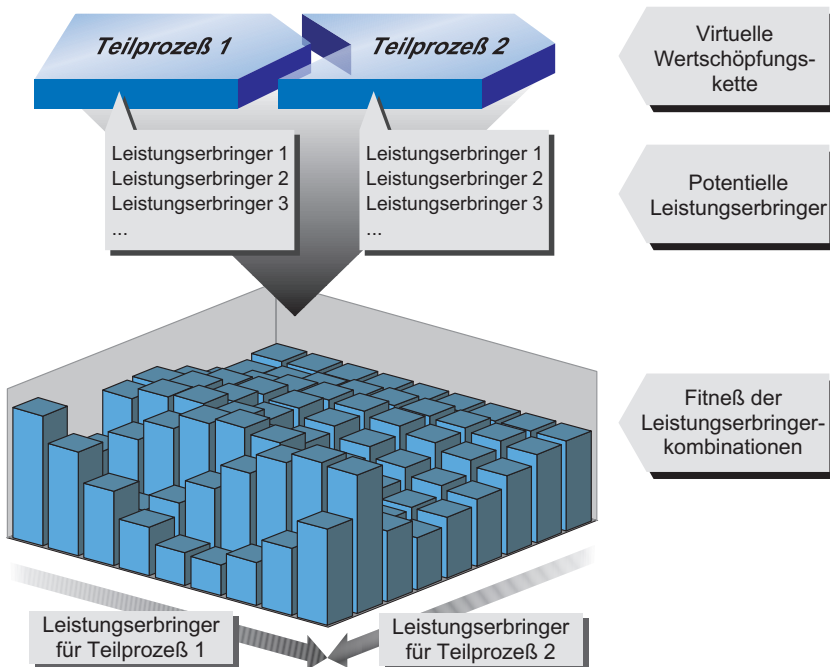 Teilprozeß 1
Teilprozeß 2
Virtuelle
Wertschöpfungs-
kette
Leistungserbringer 1
Leistungserbringer 2
Leistungserbringer 3
...
Leistungserbringer 1
Leistungserbringer 2
Leistungserbringer 3
...
Potentielle
Leistungserbringer
Fitneß der
Leistungserbringer-
kombinationen
Leistungserbringer
für Teilprozeß 1
Leistungserbringer
für Teilprozeß 2